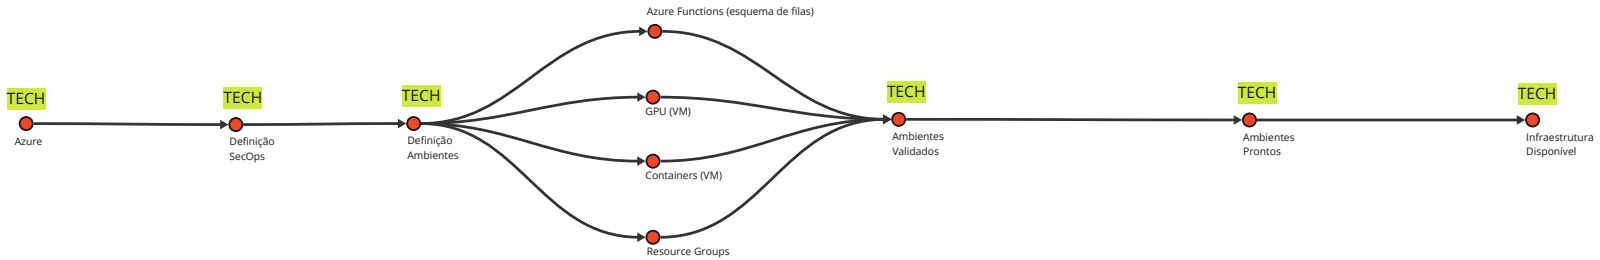 TECH
Azure
TECH
Definição
SecOps
TECH
Definição
Ambientes
Azure Functions (esquema de filas)
GPU (VM)
Containers (VM)
Resource Groups
TECH
Ambientes
Validados
TECH
Ambientes
Prontos
TECH
Infraestrutura
Disponível